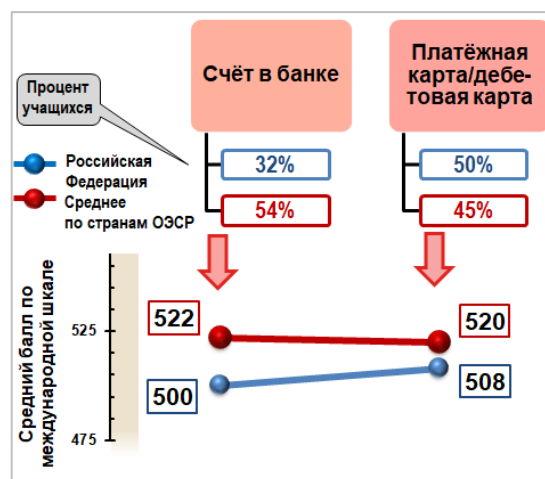 Счёт в банке
Платёжная
карта/дебе-
товая карта
Процент
учащихся
Российская
Федерация
Среднее
по странам ОЭСР
32%
54%
50%
45%
Средний балл по
международной шкале
525
475
522
500
520
508